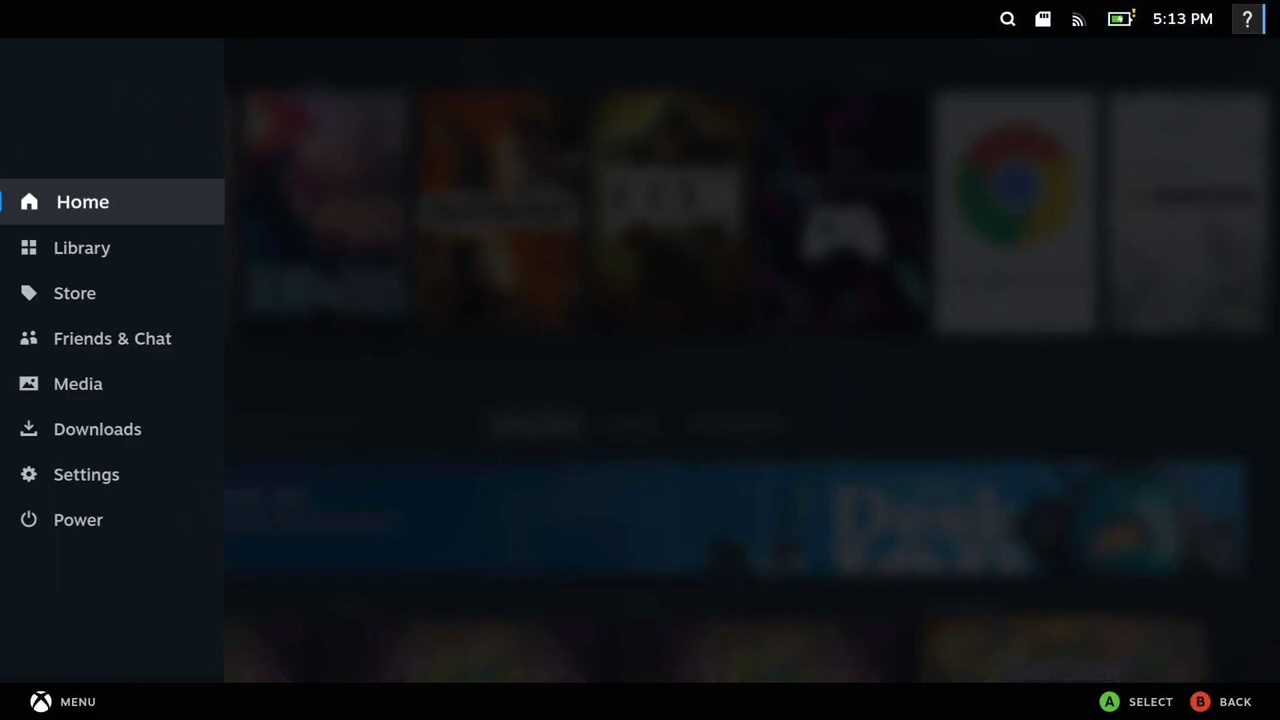 5:13 PM ?
Home
Library
Store
Friends & Chat
Media
Downloads
Settings
Power
MENU
A SELECT B BACK